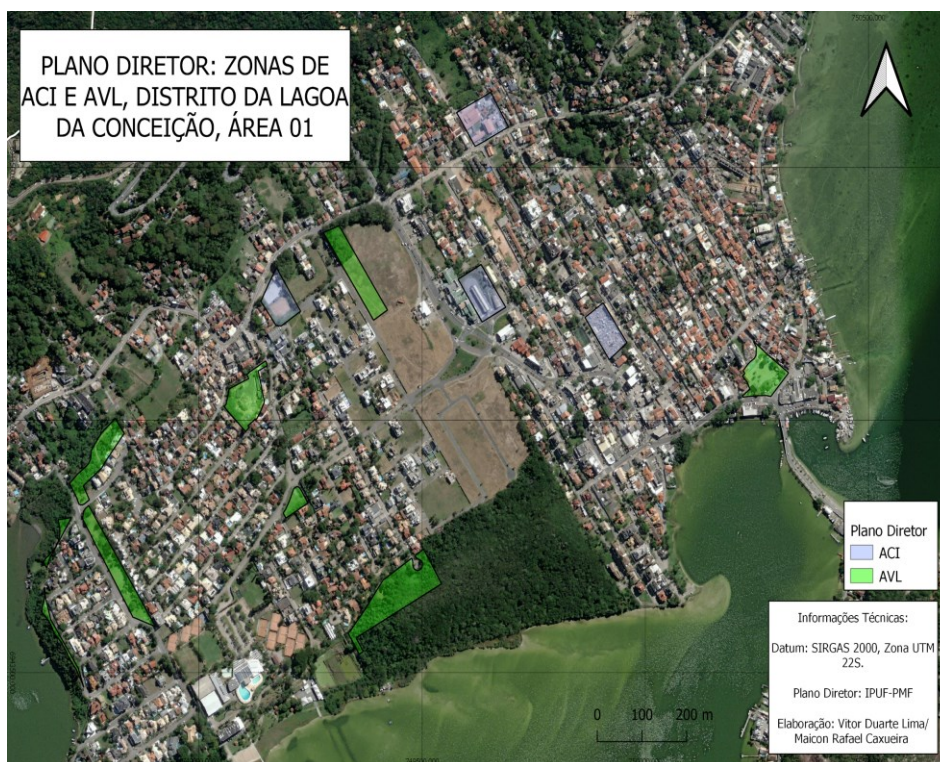 750500.000
PLANO DIRETOR: ZONAS DE
ACI E AVL, DISTRITO DA LAGOA
DA CONCEIÇÃO, ÁREA 01
Plano Diretor
ACI
AVL
Informações Técnicas:
Datum: SIRGAS 2000, Zona UTM
22S.
Plano Diretor: IPUF-PMF
Elaboração: Vitor Duarte Lima/
Maicon Rafael Caxueira
0 100 200 m